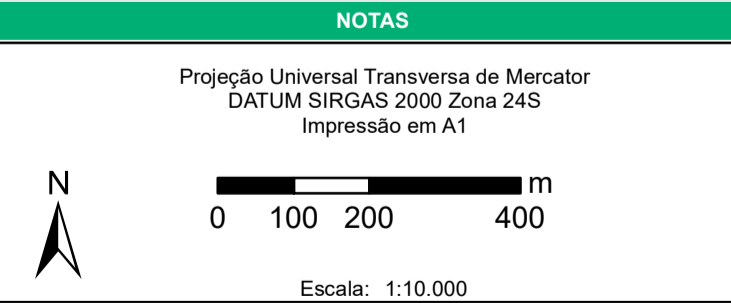 NOTAS
Projeção Universal Transversa de Mercator
DATUM SIRGAS 2000 Zona 24S
Impressão em A1
N
m
0 100 200 400
Escala: 1:10.000